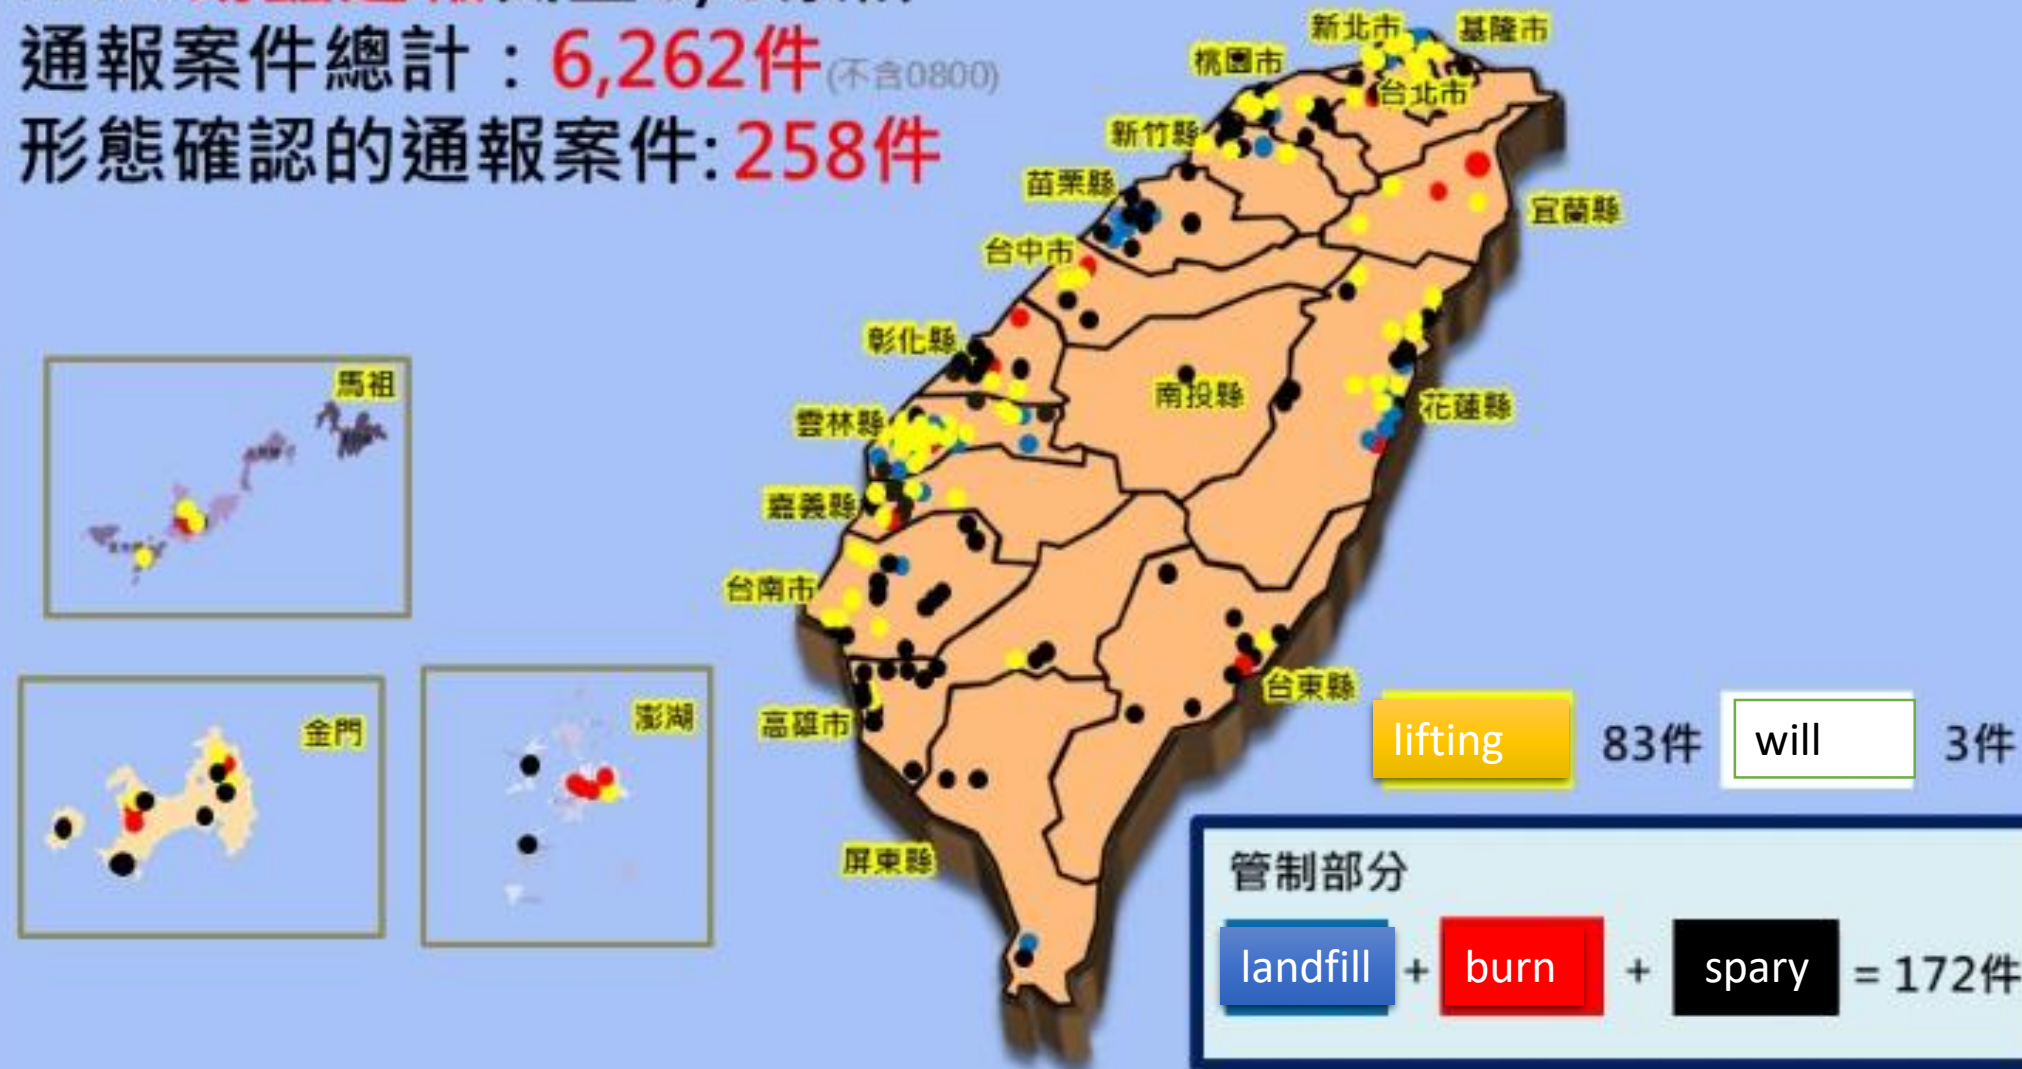 通報案件總計：6,262件(不含0800)
形態確認的通報案件:258件
新北市
基隆市
桃園市
台北市
新竹縣
苗栗縣
宜蘭縣
台中市
彰化縣
馬祖
南投縣
花蓮縣
雲林縣
嘉義縣
台南市
台東縣
金門
澎湖
高雄市
lifting 83件 will 3件
屏東縣
管制部分
landfill + burn + spary = 172件